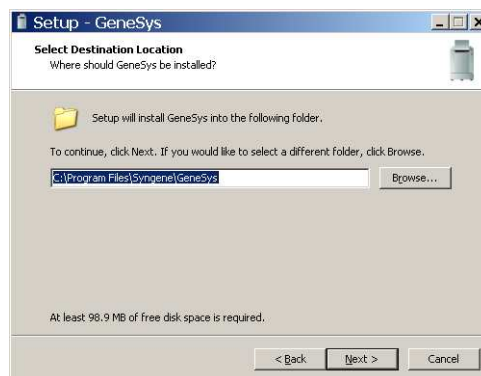 Setup - GeneSys
Select Destination Location
Where should GeneSys be installed?
Setup will install GeneSys into the following folder.
To continue, click Next. If you would like to select a different folder, click Browse.
C:\Program Files\Syngene\GeneSys
Browse...
At least 98.9 MB of free disk space is required.
< Back
Next >
Cancel